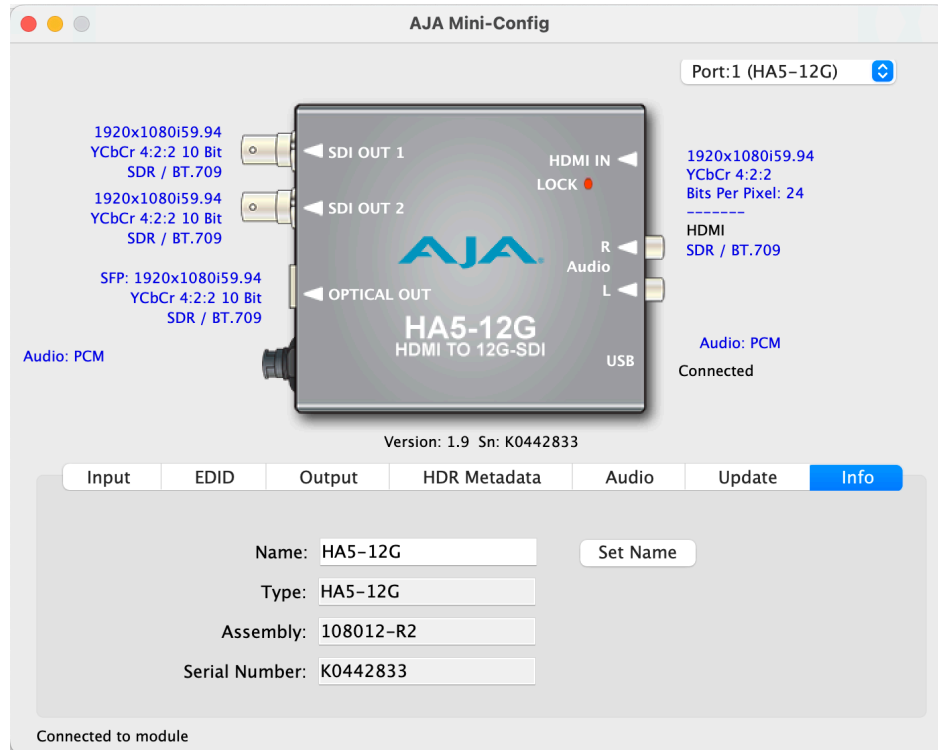 AJA Mini-Config
Port:1 (HA5-12G)
1920x1080i59.94
YCbCr 4:2:2 10 Bit
SDR / BT.709
1920x1080i59.94
YCbCr 4:2:2 10 Bit
SDR / BT.709
SFP: 1920x1080i59.94
YCbCr 4:2:2 10 Bit
SDR / BT.709
Audio: PCM
SDI OUT 1
SDI OUT 2
OPTICAL OUT
HDMI IN
LOCK
AJA
R
Audio
L
HA5-12G
HDMI TO 12G-SDI
USB
1920x1080i59.94
YCbCr 4:2:2
Bits Per Pixel: 24
-------
HDMI
SDR / BT.709
Audio: PCM
Connected
Version: 1.9 Sn: K0442833
Input EDID Output HDR Metadata Audio Update Info
Name: HA5-12G Set Name
Type: HA5-12G
Assembly: 108012-R2
Serial Number: K0442833
Connected to module